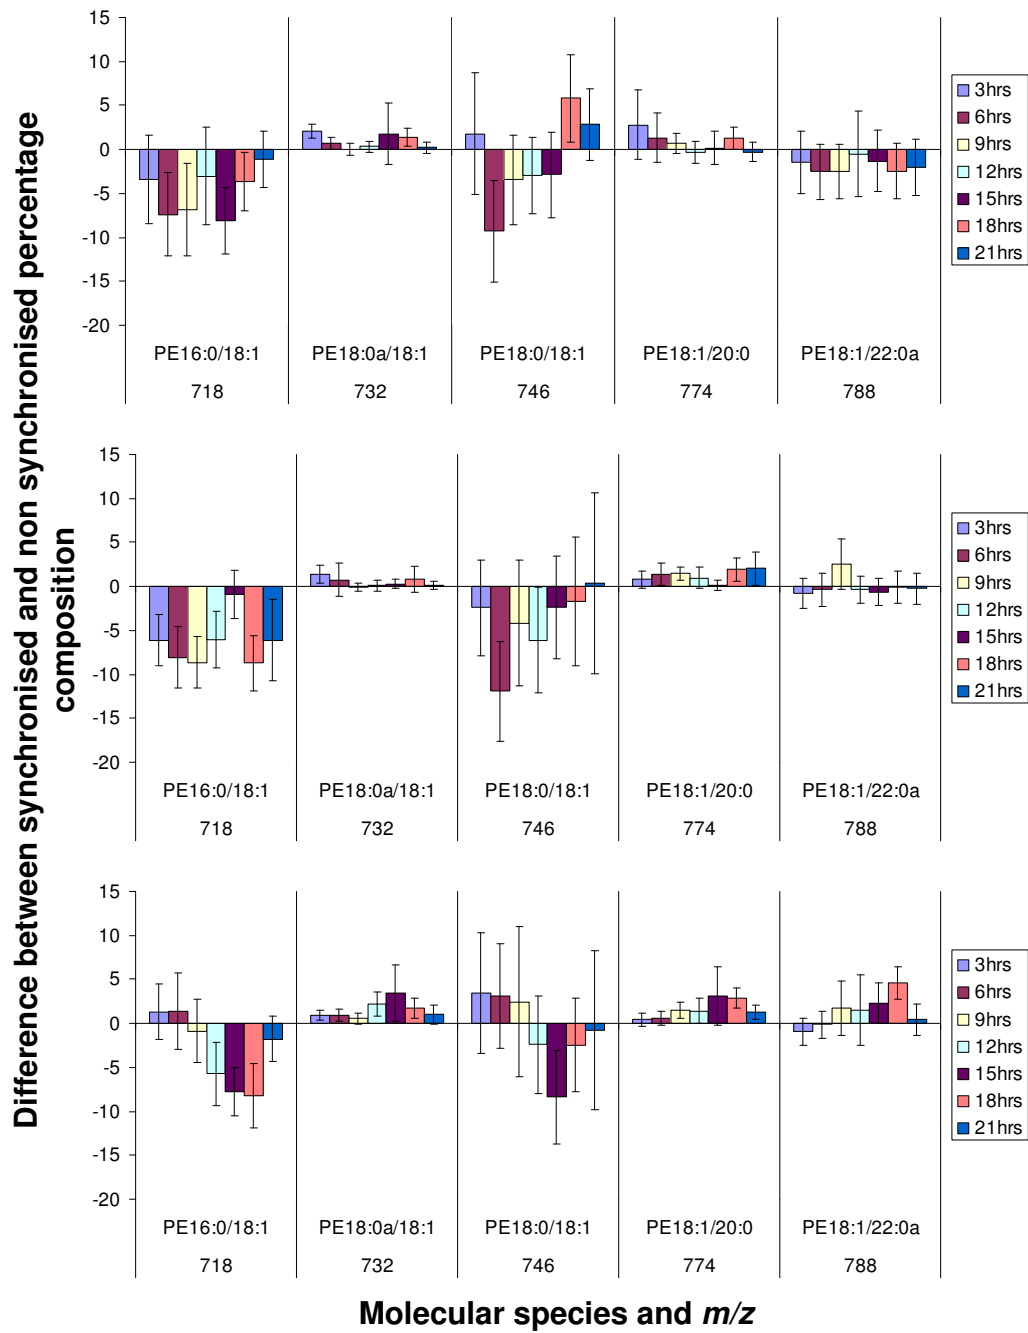 Difference between synchronised and non synchronised percentage
composition
15
10
5
0
-5
-10
-15
-20
PE16:0/18:1 PE18:0a/18:1 PE18:0/18:1 PE18:1/20:0 PE18:1/22:0a
718 732 746 774 788
3hrs
6hrs
9hrs
12hrs
15hrs
18hrs
21hrs
15
10
5
0
-5
-10
-15
-20
PE16:0/18:1 PE18:0a/18:1 PE18:0/18:1 PE18:1/20:0 PE18:1/22:0a
718 732 746 774 788
3hrs
6hrs
9hrs
12hrs
15hrs
18hrs
21hrs
15
10
5
0
-5
-10
-15
-20
PE16:0/18:1 PE18:0a/18:1 PE18:0/18:1 PE18:1/20:0 PE18:1/22:0a
718 732 746 774 788
3hrs
6hrs
9hrs
12hrs
15hrs
18hrs
21hrs
Molecular species and m/z